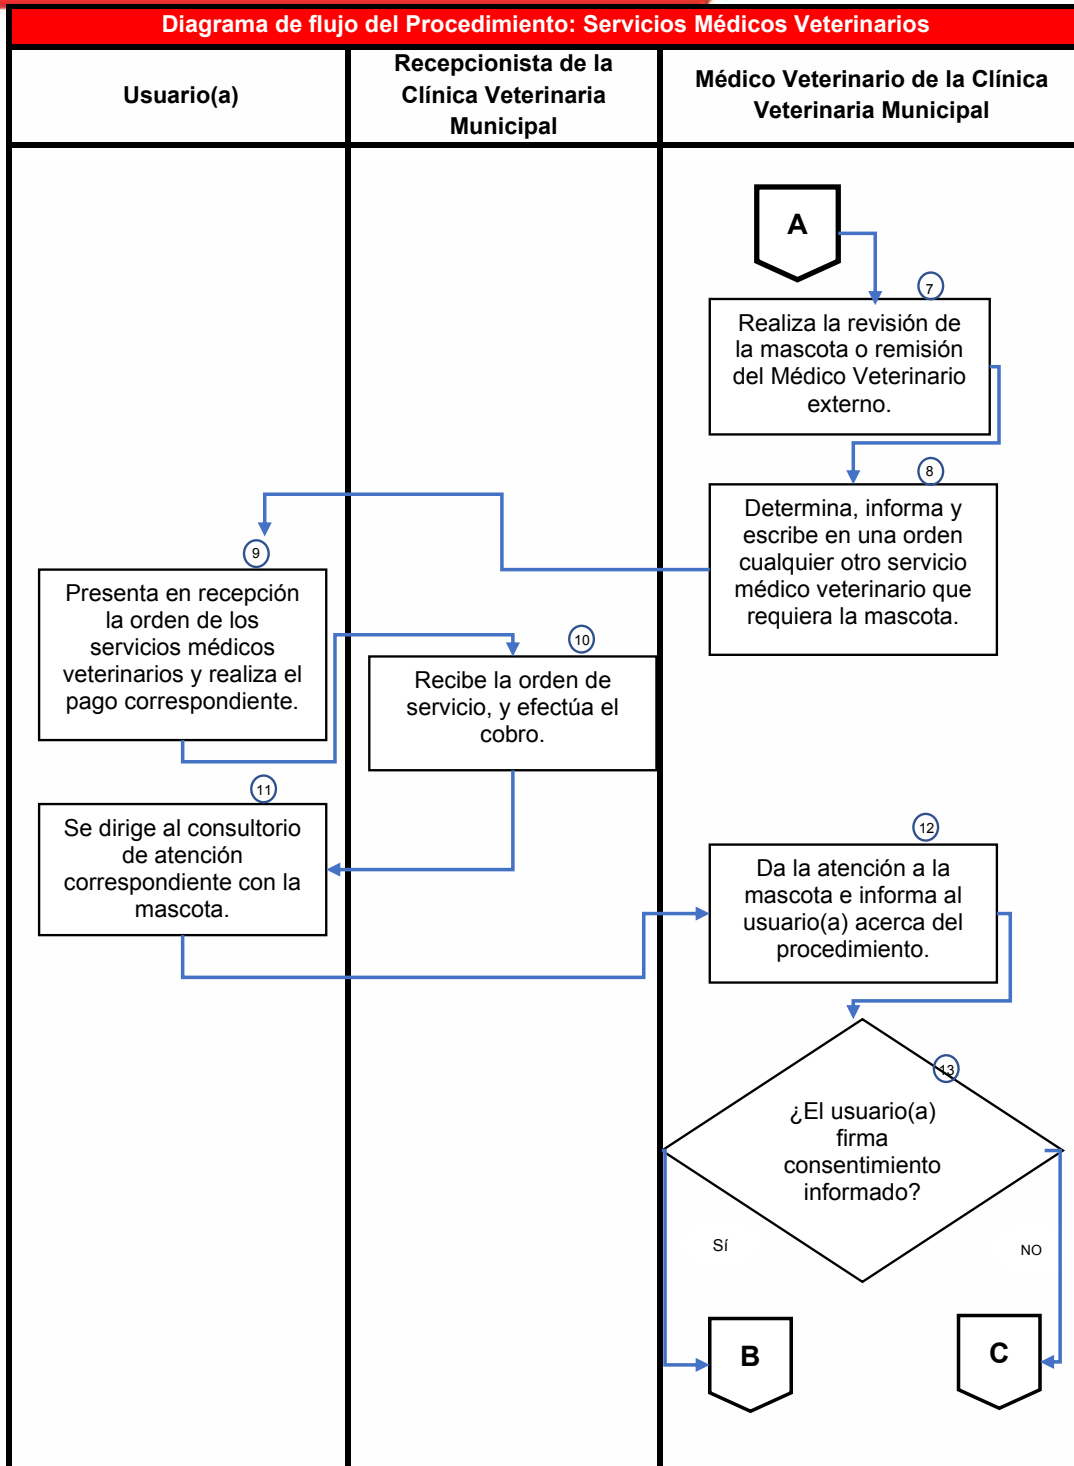 Diagrama de flujo del Procedimiento: Servicios Médicos Veterinarios
Usuario(a)
Recepcionista de la
Clínica Veterinaria
Municipal
Médico Veterinario de la Clínica
Veterinaria Municipal
A
7
Realiza la revisión de
la mascota o remisión
del Médico Veterinario
externo.
8
Determina, informa y
escribe en una orden
cualquier otro servicio
médico veterinario que
requiera la mascota.
9
Presenta en recepción
la orden de los
servicios médicos
veterinarios y realiza el
pago correspondiente.
10
Recibe la orden de
servicio, y efectúa el
cobro.
11
Se dirige al consultorio
de atención
correspondiente con la
mascota.
12
Da la atención a la
mascota e informa al
usuario(a) acerca del
procedimiento.
13
¿El usuario(a)
firma
consentimiento
informado?
Sí
NO
B
C